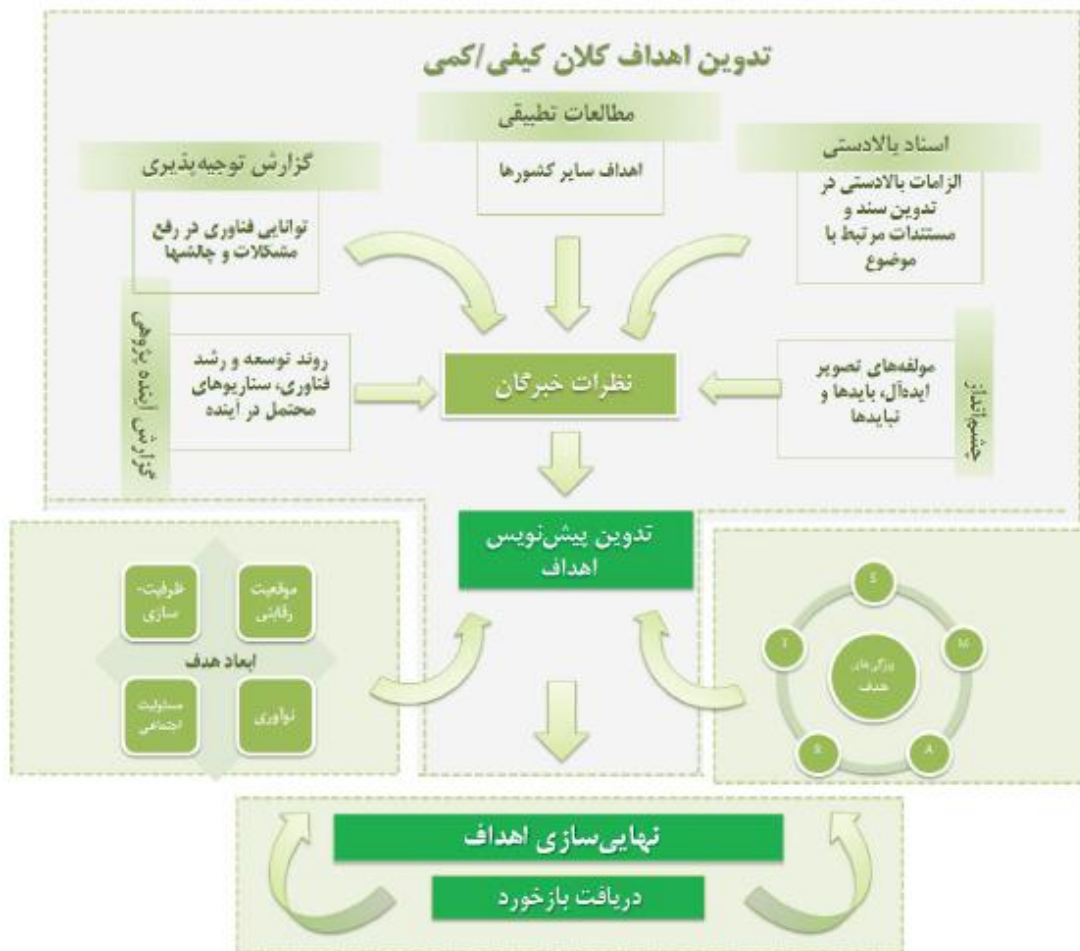 تدوین اهداف کلان کیفی/کمی
اسناد بالادستی
الزامات بالادستی در
تدوین سند و
مستندات مرتبط با
موضوع
مطالعات تطبیقی
اهداف سایر کشورها
گزارش توجیه‌پذیری
توانایی فناوری در رفع
مشکلات و چالشها
چشم‌انداز
مولفه‌های تصویر
ایده‌آل، بایدها و
نبایدها
نظرات خبرگان
روند توسعه و رشد
فناوری، سناریوهای
محتمل در آینده
گزارش آینده پژوهی
تدوین پیش‌نویس
اهداف
S
M
A
R
T
ویژگی‌های
هدف
موقعیت
رقابتی
ظرفیت-
سازی
ابعاد هدف
نوآوری
مسئولیت
اجتماعی
نهایی‌سازی اهداف
دریافت بازخورد